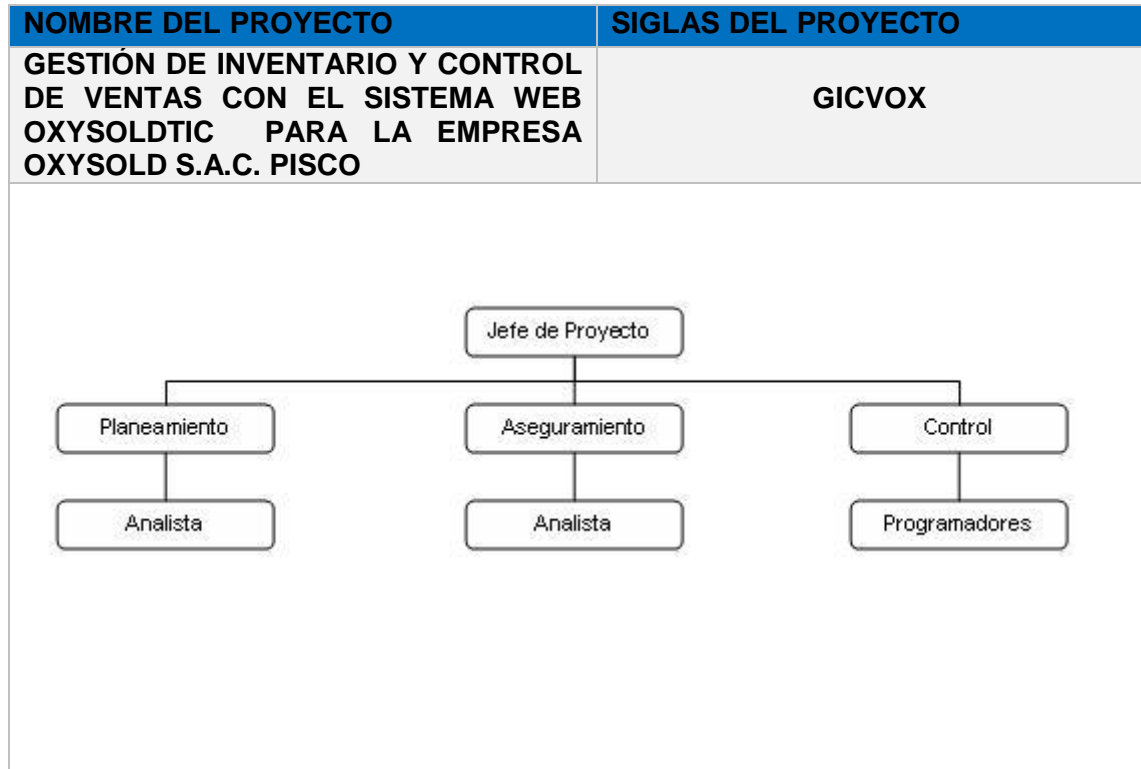 NOMBRE DEL PROYECTO
SIGLAS DEL PROYECTO
GESTIÓN DE INVENTARIO Y CONTROL
DE VENTAS CON EL SISTEMA WEB
OXYSOLDTIC PARA LA EMPRESA
OXYSOLD S.A.C. PISCO
GICVOX
Jefe de Proyecto
Planeamiento
Aseguramiento
Control
Analista
Analista
Programadores